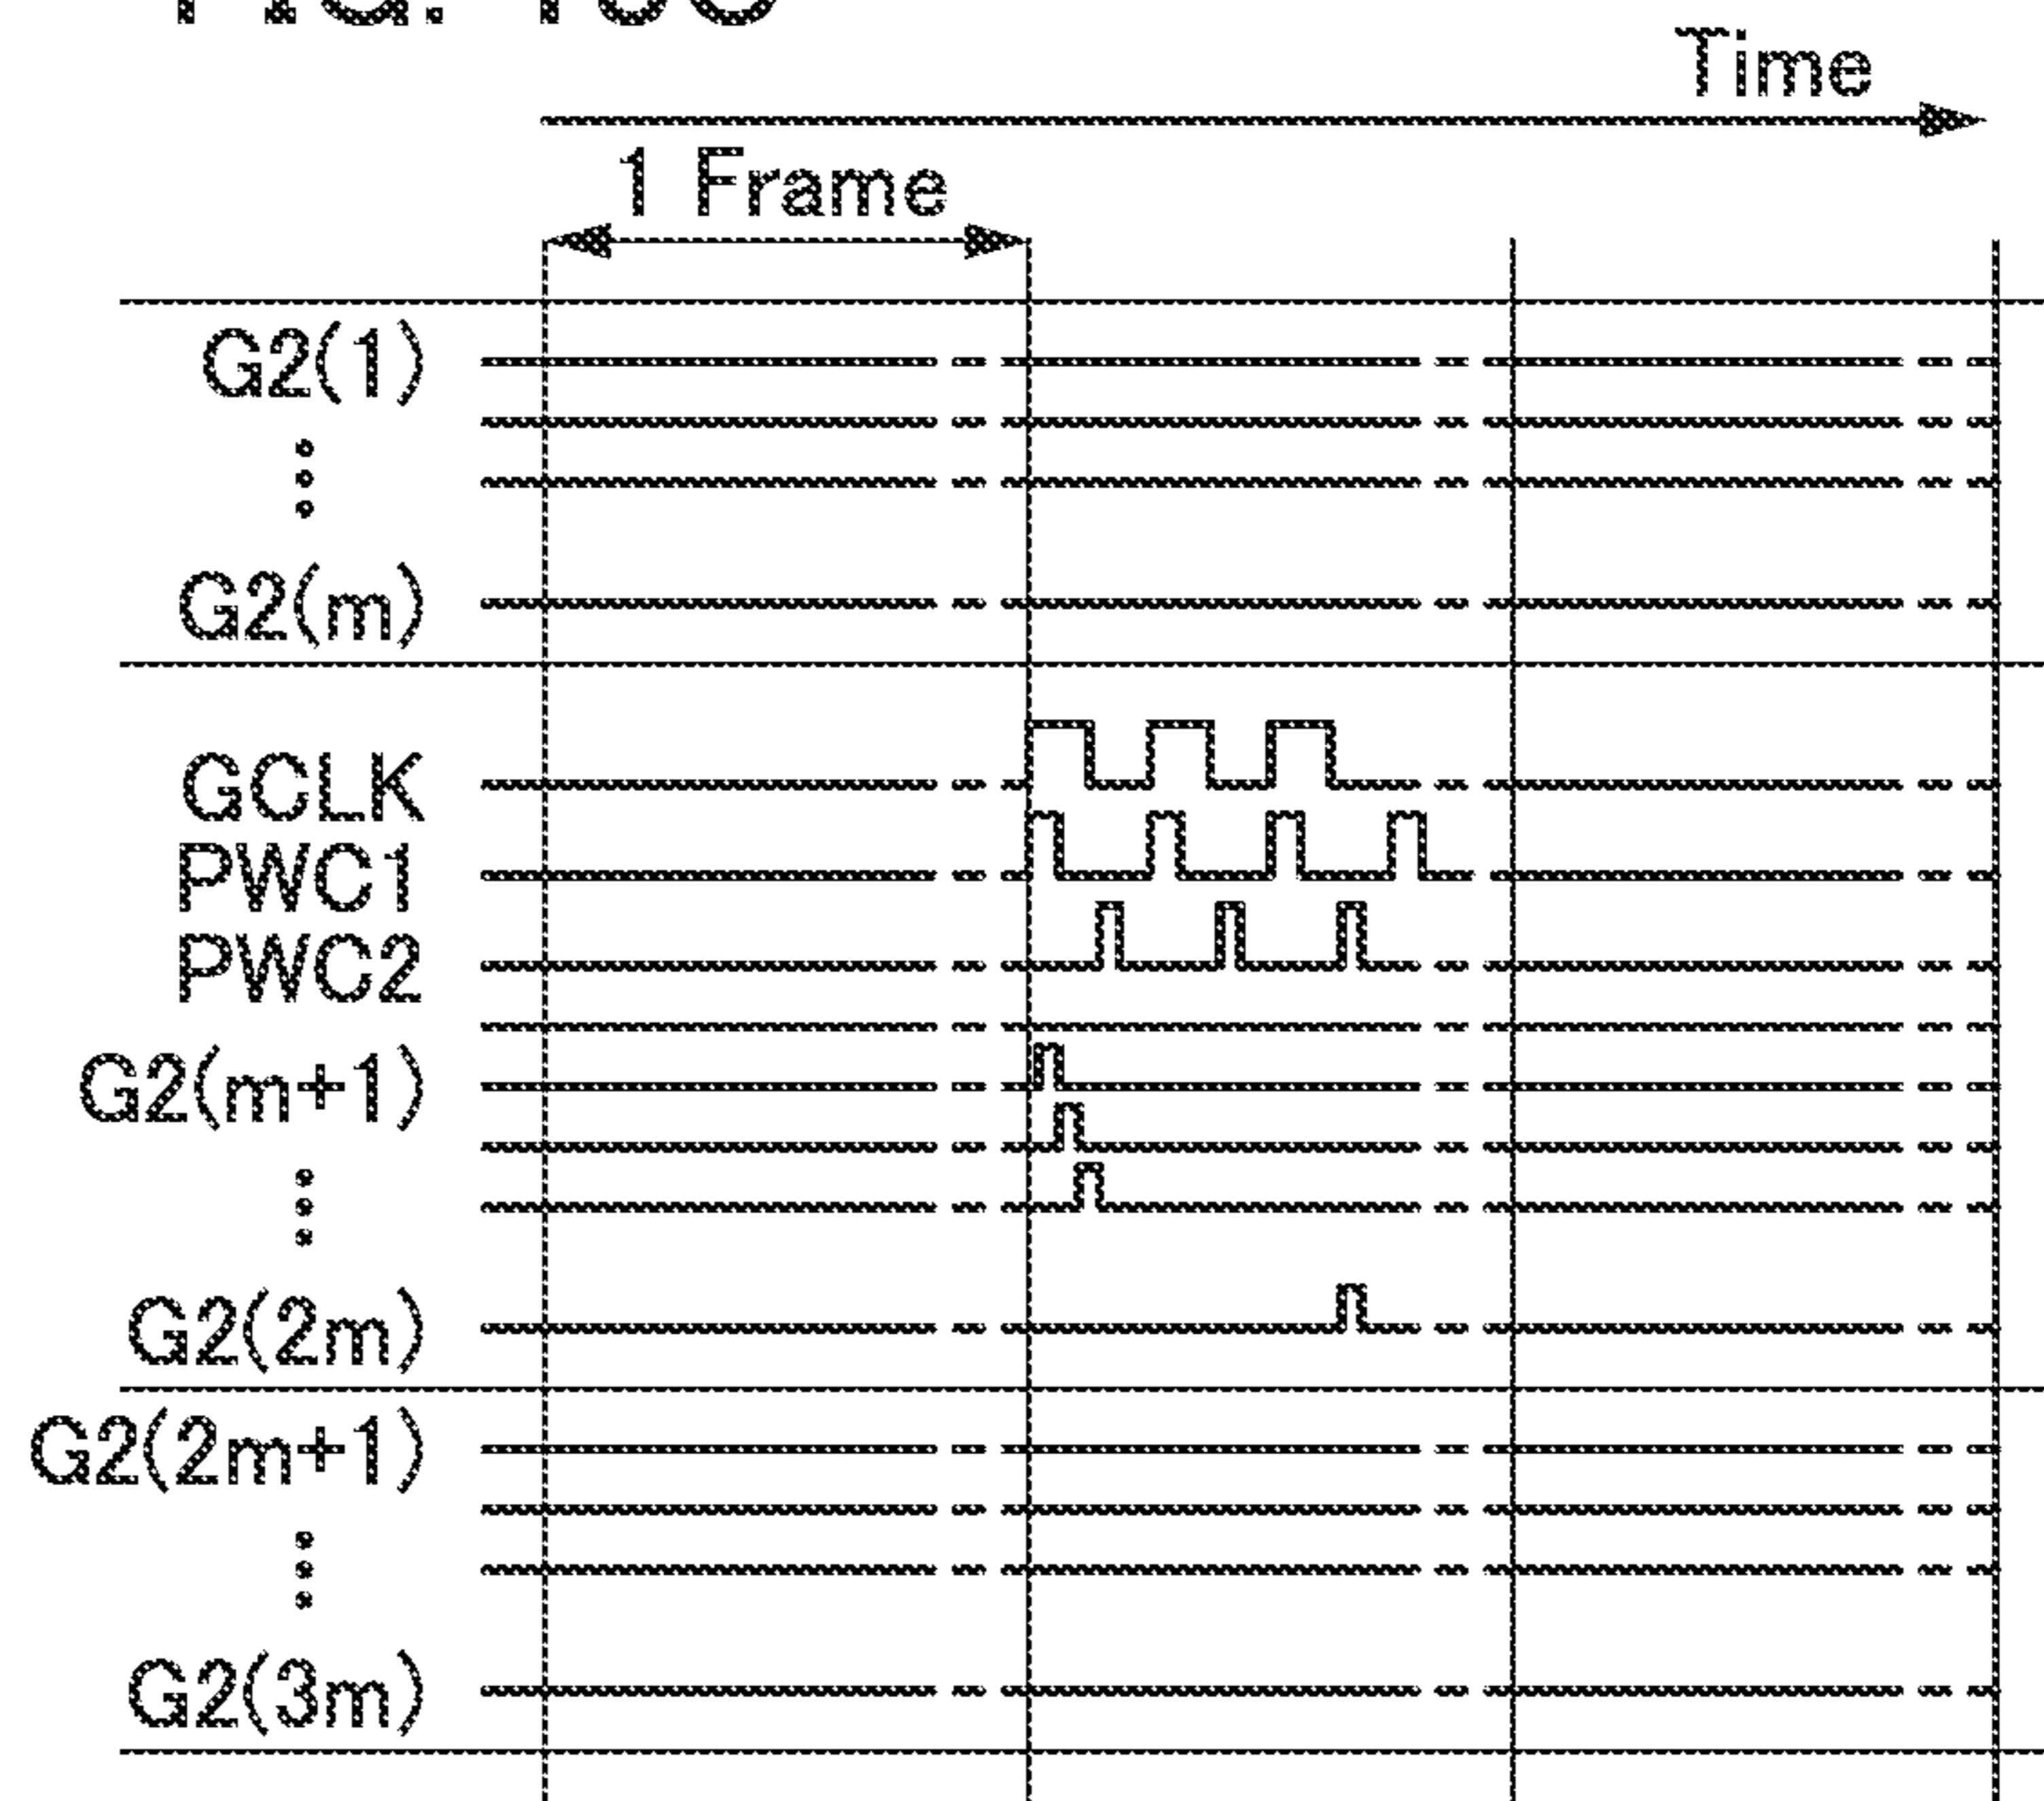 Time
1 Frame
G2(1)
G2(m)
GCLK
PWC1
PWC2
G2(m+1)
G2(2m)
G2(2m+1)
G2(3m)